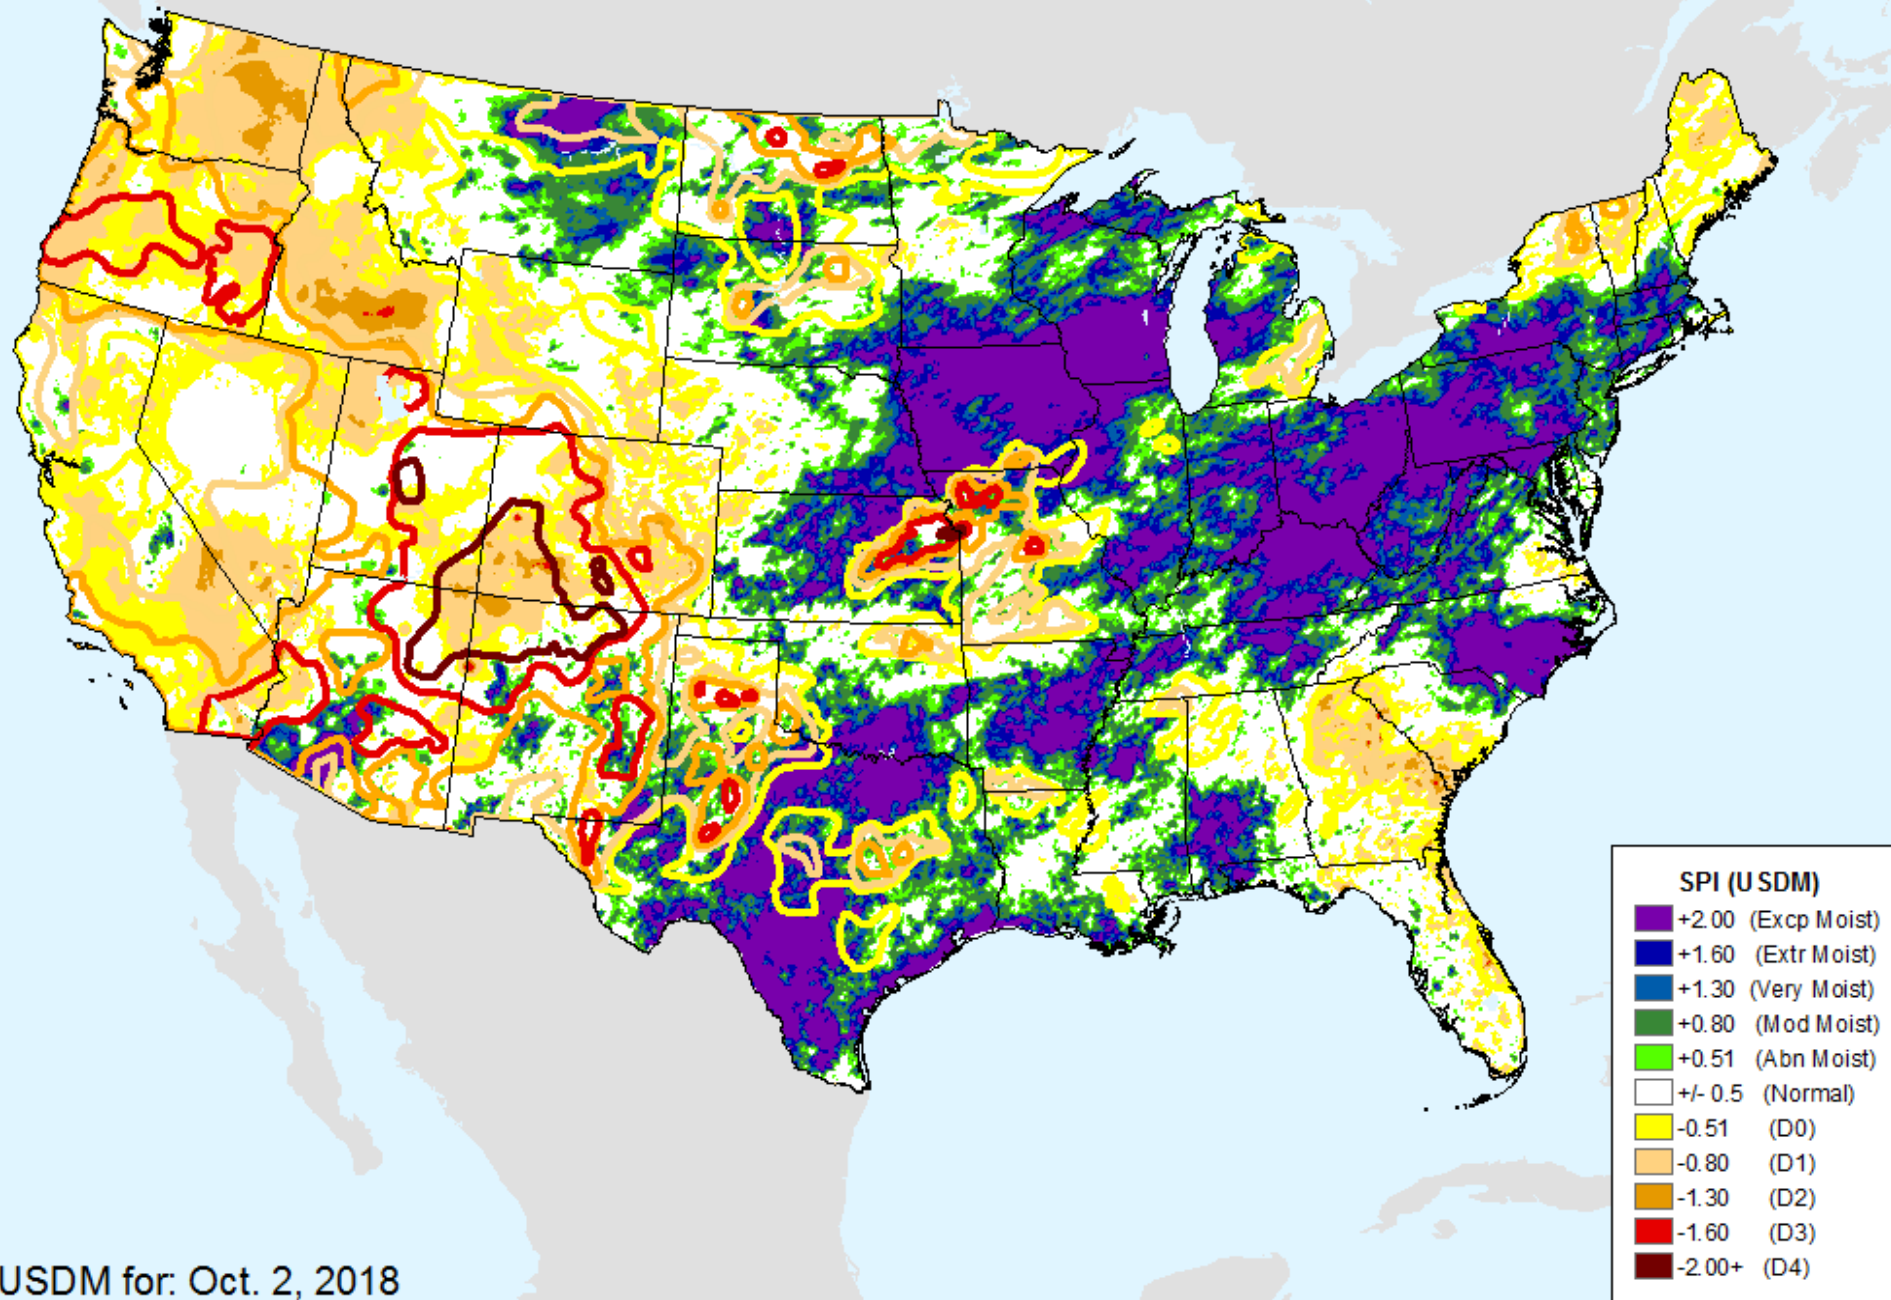 SPI (USDM)
+2.00 (Excp Moist)
+1.60 (Extr Moist)
+1.30 (Very Moist)
+0.80 (Mod Moist)
+0.51 (Abn Moist)
+/- 0.5 (Normal)
-0.51 (D0)
-0.80 (D1)
-1.30 (D2)
-1.60 (D3)
-2.00+ (D4)
USDM for: Oct. 2, 2018